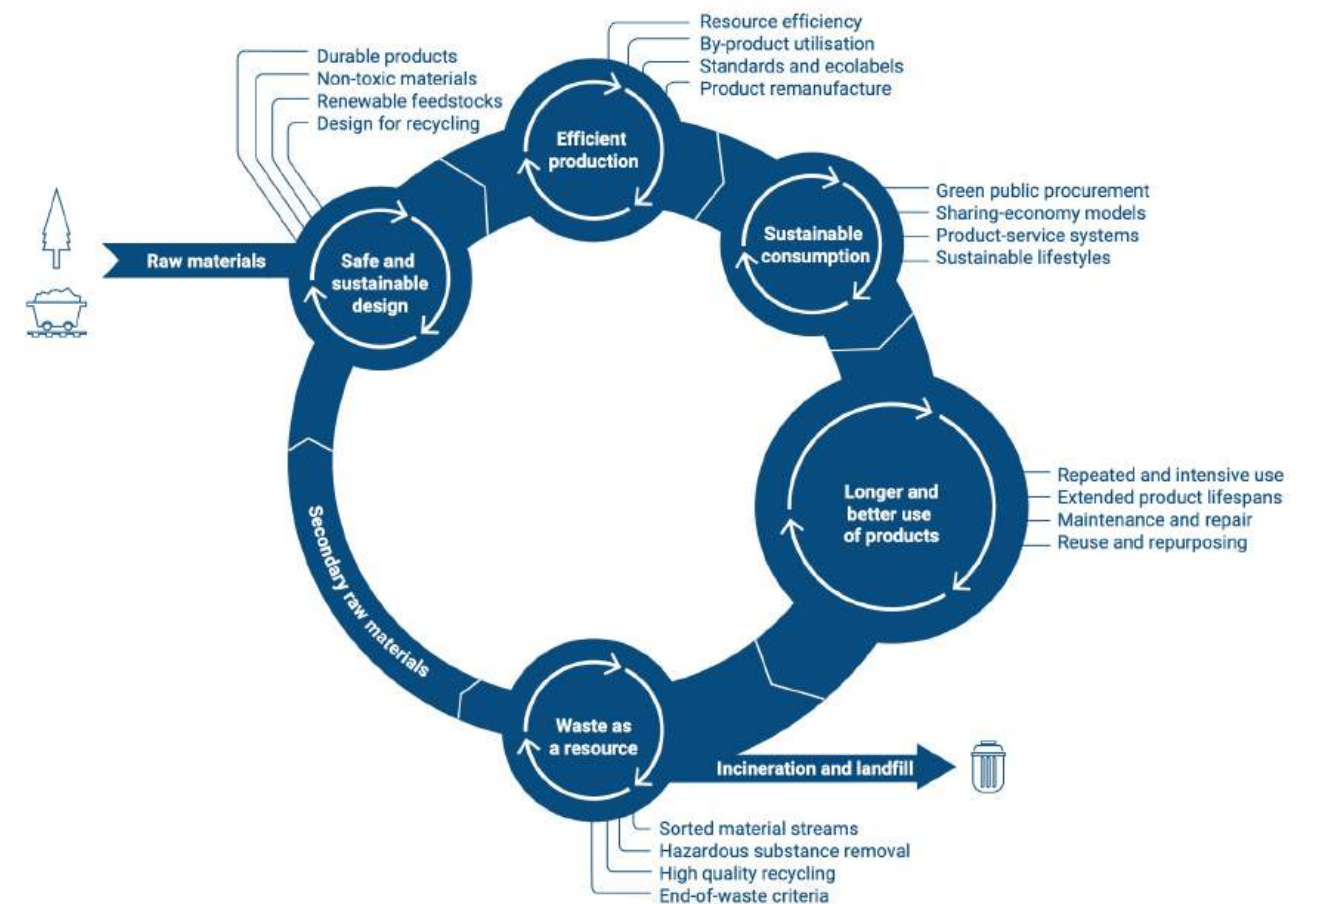 Resource efficiency
By-product utilisation
Standards and ecolabels
Product remanufacture
Durable products
Non-toxic materials
Renewable feedstocks
Design for recycling
Efficient
production
Green public procurement
Sharing-economy models
Product-service systems
Sustainable lifestyles
Sustainable
consumption
Raw materials
Safe and
sustainable
design
Repeated and intensive use
Extended product lifespans
Maintenance and repair
Reuse and repurposing
Longer and
better use
of products
Secondary raw materials
Waste as
a resource
Incineration and landfill
Sorted material streams
Hazardous substance removal
High quality recycling
End-of-waste criteria